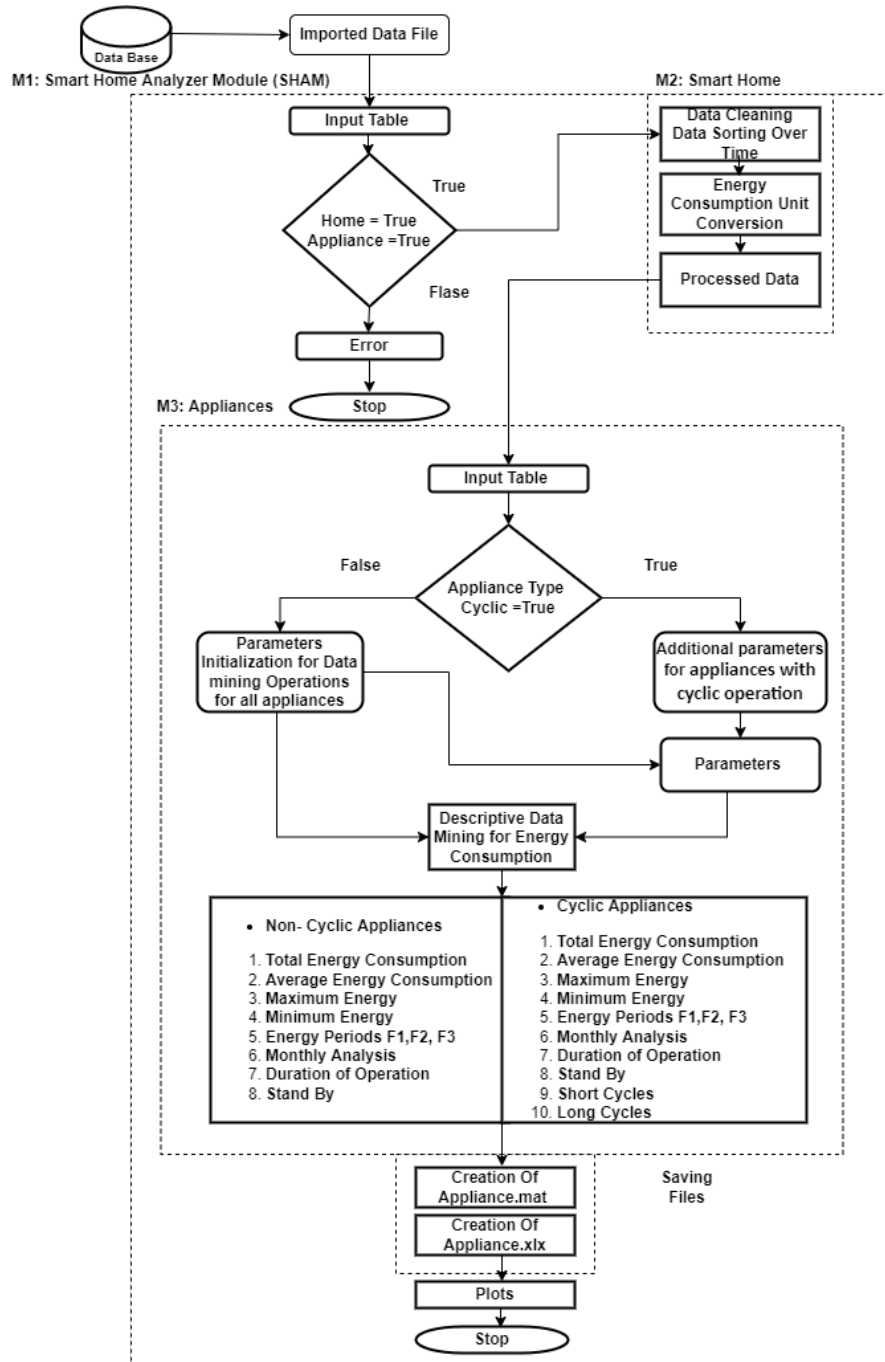 Data Base
Imported Data File
M1: Smart Home Analyzer Module (SHAM)
M2: Smart Home
Input Table
Data Cleaning
Data Sorting Over
Time
True
Home = True
Appliance =True
Energy
Consumption Unit
Conversion
Processed Data
Flase
Error
M3: Appliances
Stop
Input Table
False
True
Appliance Type
Cyclic =True
Parameters
Initialization for Data
mining Operations
for all appliances
Additional parameters
for appliances with
cyclic operation
Parameters
Descriptive Data
Mining for Energy
Consumption
• Non- Cyclic Appliances
1. Total Energy Consumption
2. Average Energy Consumption
3. Maximum Energy
4. Minimum Energy
5. Energy Periods F1,F2, F3
6. Monthly Analysis
7. Duration of Operation
8. Stand By
• Cyclic Appliances
1. Total Energy Consumption
2. Average Energy Consumption
3. Maximum Energy
4. Minimum Energy
5. Energy Periods F1,F2, F3
6. Monthly Analysis
7. Duration of Operation
8. Stand By
9. Short Cycles
10. Long Cycles
Creation Of
Appliance.mat
Saving
Files
Creation Of
Appliance.xlx
Plots
Stop